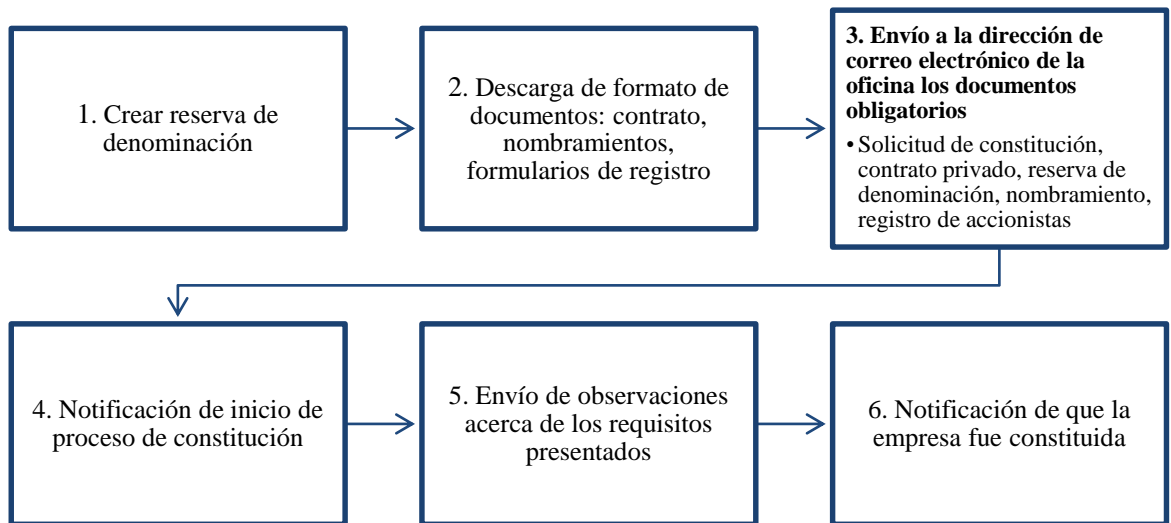 1. Crear reserva de
denominación
2. Descarga de formato de
documentos: contrato,
nombramientos,
formularios de registro
3. Envío a la dirección de
correo electrónico de la
oficina los documentos
obligatorios
• Solicitud de constitución,
contrato privado, reserva de
denominación, nombramiento,
registro de accionistas
4. Notificación de inicio de
proceso de constitución
5. Envío de observaciones
acerca de los requisitos
presentados
6. Notificación de que la
empresa fue constituida